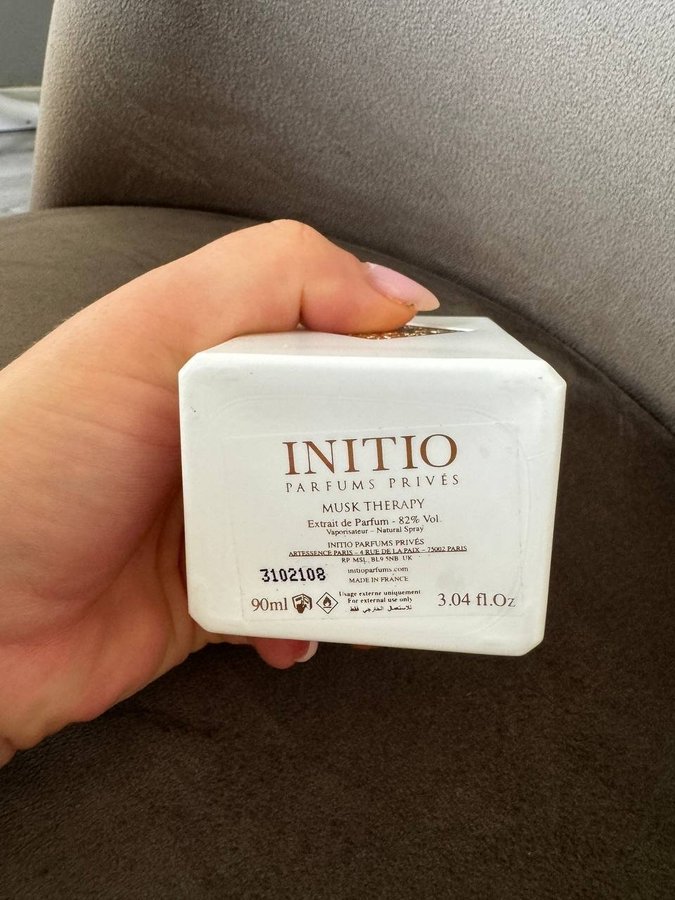 INITIO
PARFUMS PRIVÉS
MUSK THERAPY
Extrait de Parfum - 82% Vol.
Vaporisateur – Natural Spray
INITIO PARFUMS PRIVÉS
ARTESSENCE PARIS – 4 RUE DE LA PAIX – 75002 PARIS
RP MSL, BL9 5NB UK
initioparfums.com
MADE IN FRANCE
3102108
Usage externe uniquement
For external use only
للاستعمال الخارجي فقط
90ml
3.04 fl.Oz